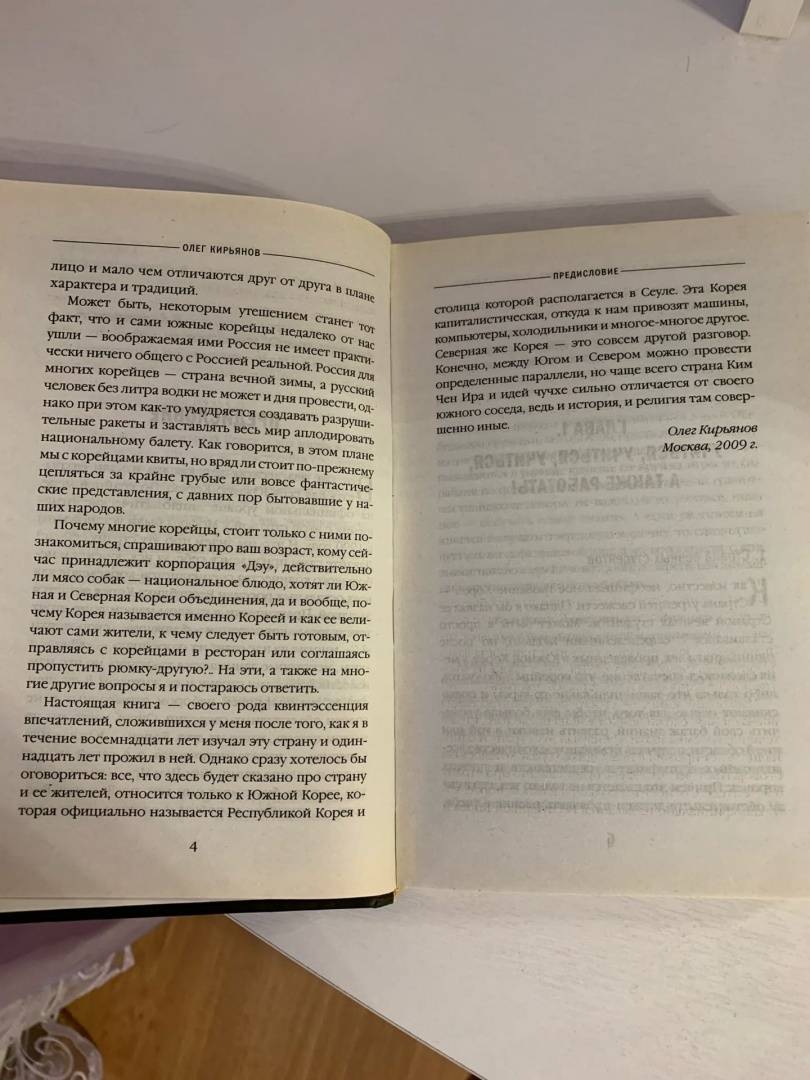 ОЛЕГ КИРЬЯНОВ
лицо и мало чем отличаются друг от друга в плане
характера и традиций.
Может быть, некоторым утешением станет тот
факт, что и сами южные корейцы недалеко от нас
ушли — воображаемая ими Россия не имеет практи-
чески ничего общего с Россией реальной. Россия для
многих корейцев — страна вечной зимы, а русский
человек без литра водки не может и дня провести, од-
нако при этом как-то умудряется создавать разруши-
тельные ракеты и заставлять весь мир аплодировать
национальному балету. Как говорится, в этом плане
мы с корейцами квиты, но вряд ли стоит по-прежнему
цепляться за крайне грубые или вовсе фантастиче-
ские представления, с давних пор бытовавшие у на-
ших народов.
Почему многие корейцы, стоит только с ними по-
знакомиться, спрашивают про ваш возраст, кому сей-
час принадлежит корпорация «Дэу», действительно
ли мясо собак — национальное блюдо, хотят ли Юж-
ная и Северная Кореи объединения, да и вообще, по-
чему Корея называется именно Кореей и как ее вели-
чают сами жители, к чему следует быть готовым, от-
правляясь с корейцами в ресторан или соглашаясь
пропустить рюмку-другую?.. На эти, а также на мно-
гие другие вопросы я и постараюсь ответить.
Настоящая книга — своего рода квинтэссенция
впечатлений, сложившихся у меня после того, как я в
течение восемнадцати лет изучал эту страну и один-
надцать лет прожил в ней. Однако сразу хотелось бы
оговориться: все, что здесь будет сказано про страну
и ее жителей, относится только к Южной Корее, ко-
торая официально называется Республикой Корея и
4
ПРЕДИСЛОВИЕ
столица которой располагается в Сеуле. Эта Корея
капиталистическая, откуда к нам привозят машины,
компьютеры, холодильники и многое-многое другое.
Северная же Корея — это совсем другой разговор.
Конечно, между Югом и Севером можно провести
определенные параллели, но чаще всего страна Ким
Чен Ира и идей чучхе сильно отличается от своего
южного соседа, ведь и история, и религия там совер-
шенно иные.
Олег Кирьянов
Москва, 2009 г.